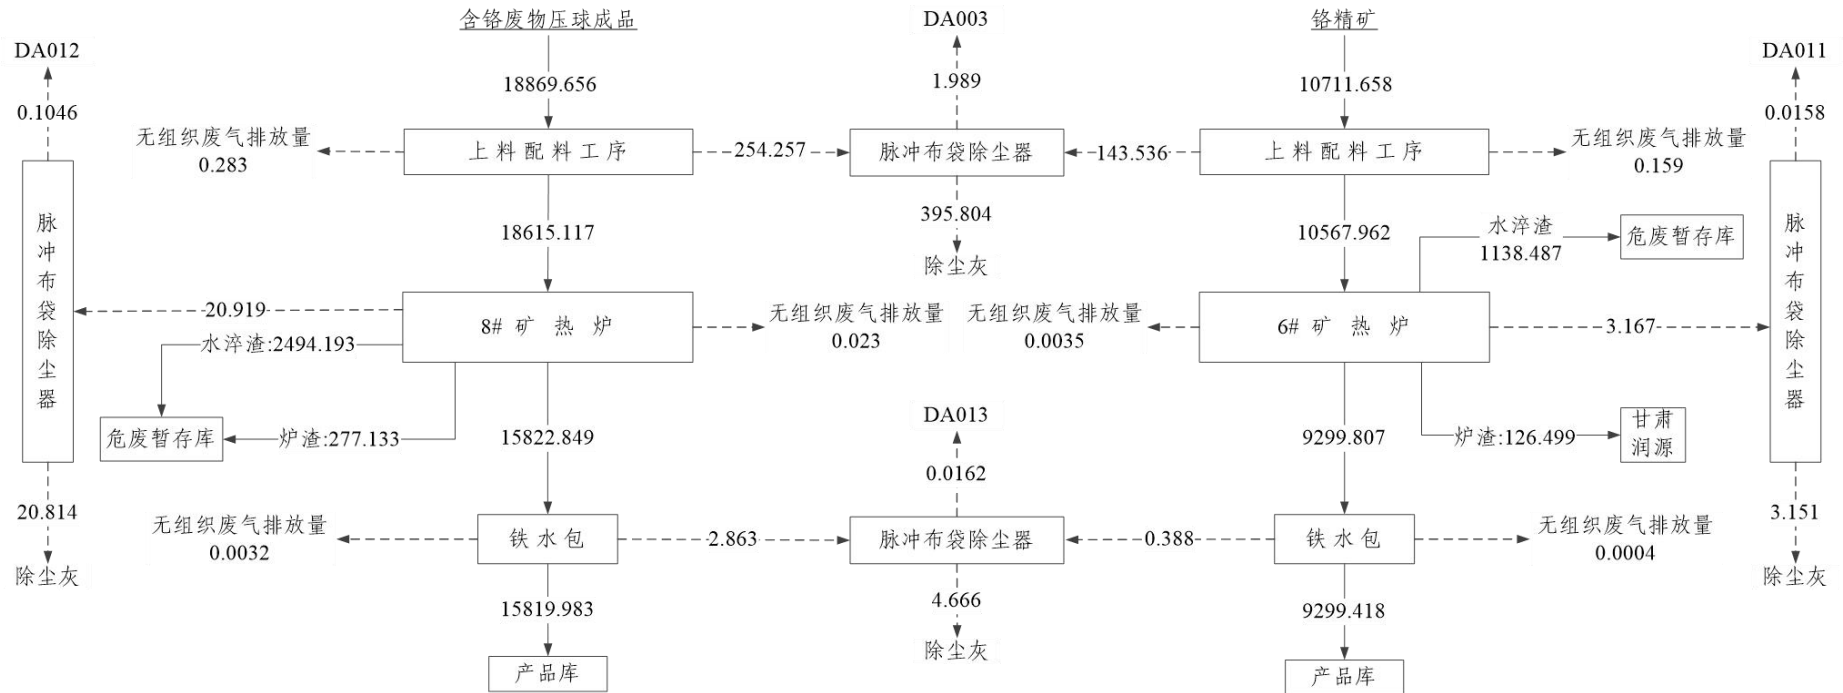 含铬废物压球成品
DA003
铬精矿
DA012
DA011
18869.656
1.989
10711.658
0.1046
0.0158
无组织废气排放量
0.283
上料配料工序
254.257
脉冲布袋除尘器
143.536
上料配料工序
无组织废气排放量
0.159
脉冲布袋除尘器
18615.117
395.804
除尘灰
10567.962
水淬渣
1138.487
危废暂存库
脉冲布袋除尘器
20.919
8#矿热炉
无组织废气排放量
0.023
无组织废气排放量
0.0035
6#矿热炉
3.167
水淬渣:2494.193
危废暂存库
炉渣:277.133
15822.849
DA013
0.0162
9299.807
炉渣:126.499
甘肃
润源
20.814
除尘灰
无组织废气排放量
0.0032
铁水包
2.863
脉冲布袋除尘器
0.388
铁水包
无组织废气排放量
0.0004
3.151
除尘灰
15819.983
4.666
除尘灰
9299.418
产品库
产品库